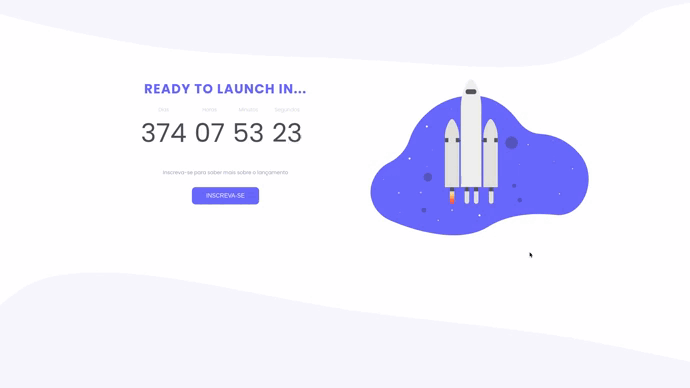 READY TO LAUNCH IN...
Dias Horas Minutos Segundos
374 07 53 23
Inscreva-se para saber mais sobre o lançamento
INSCREVA-SE